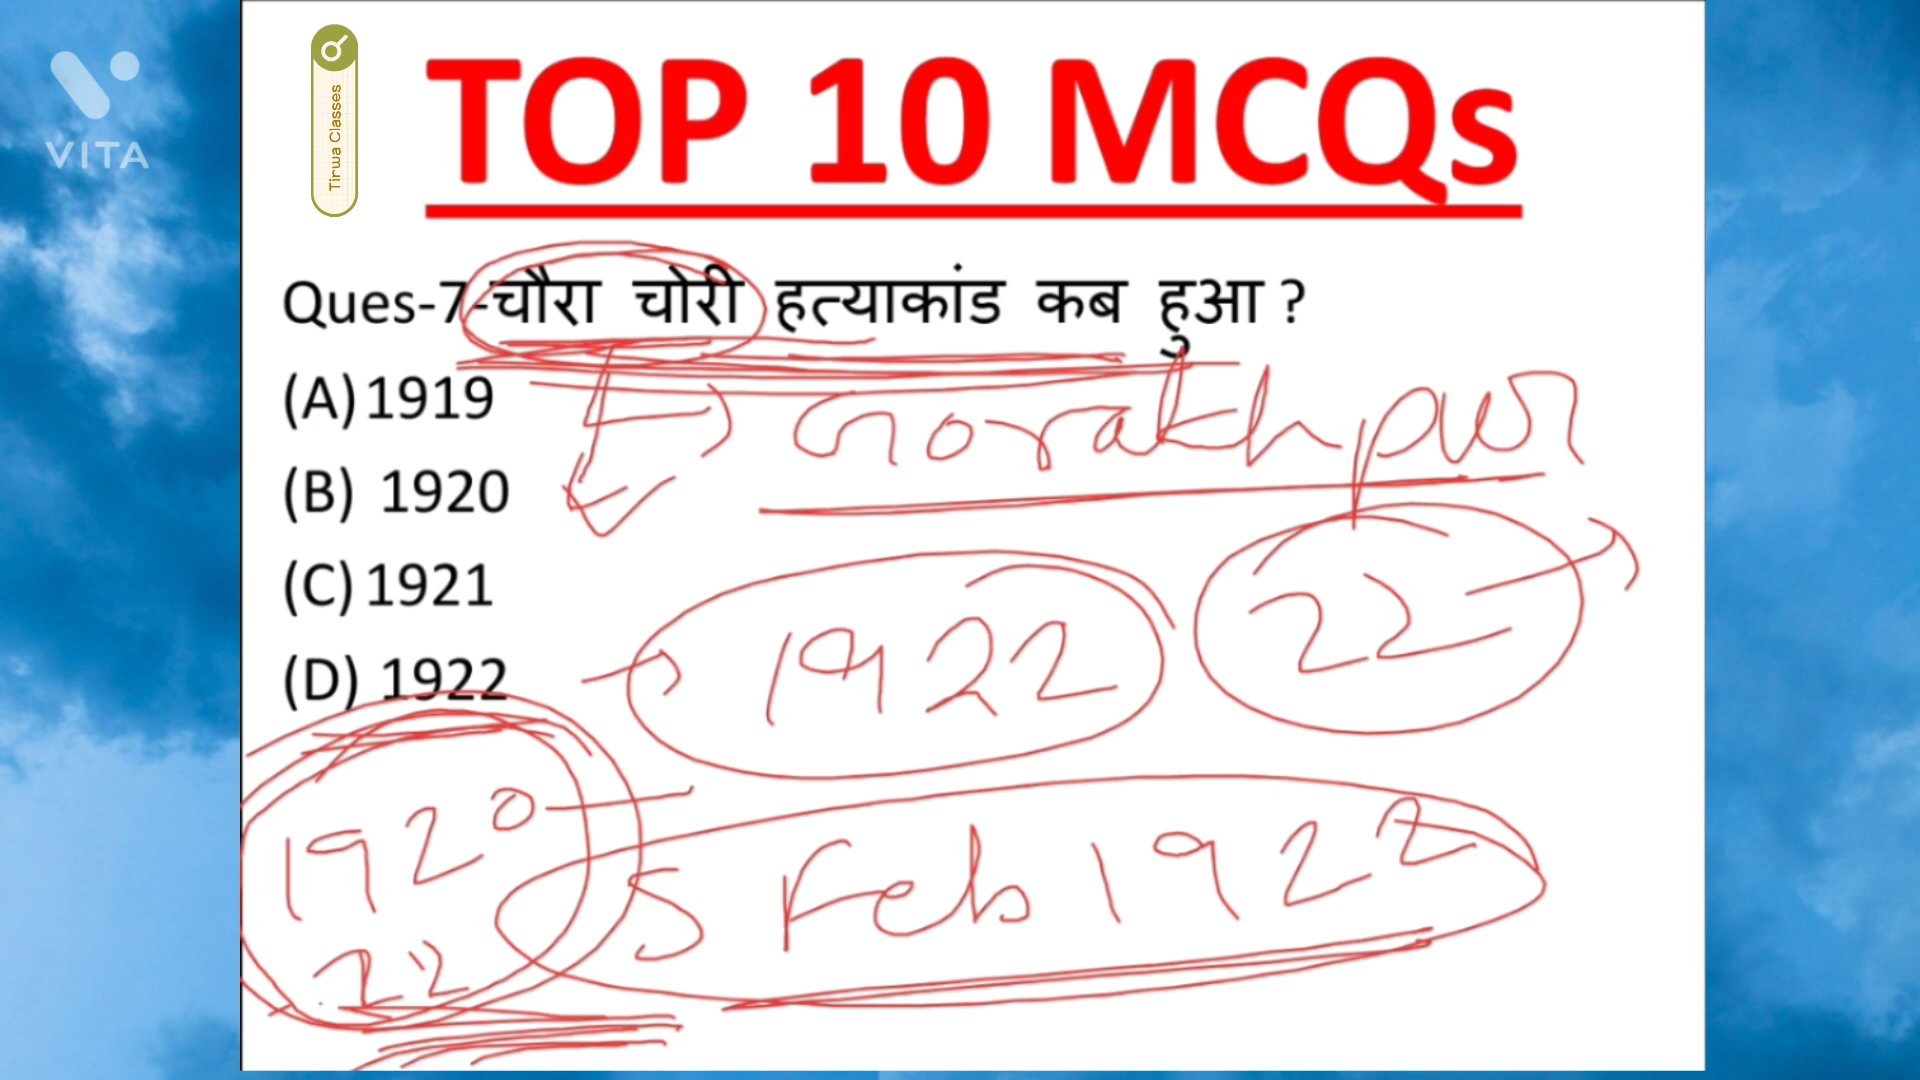 VITA
Tirwa Classes
TOP 10 MCQs
Ques-7-चौरा चोरी हत्याकांड कब हुआ ?
(A) 1919
Gorakhpur
(B) 1920
(C) 1921
22
(D) 1922
1922
1920
5 Feb 1922
22